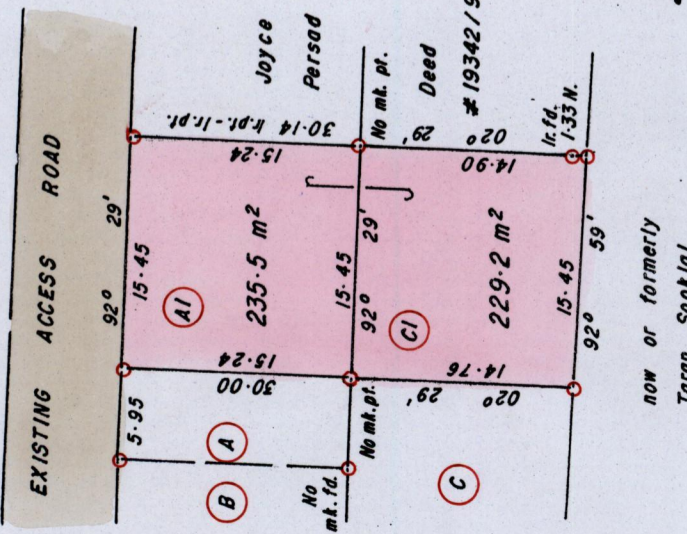 EXISTING ACCESS ROAD
92° 29'
5·95
15·45
A1
235·5 m²
15·24
30·14 Ir.pt.-Ir.pt.
Joyce
Persad
30·00
15·24
A
B
No
mk. fd.
No mk.pt.
15·45
92° 29'
No mk. pt.
Deed
# 19342/9
C1
229·2 m²
02° 29'
14·90
Ir. fd.
1·33 N.
02° 29'
14·76
C
15·45
92° 59'
now or formerly